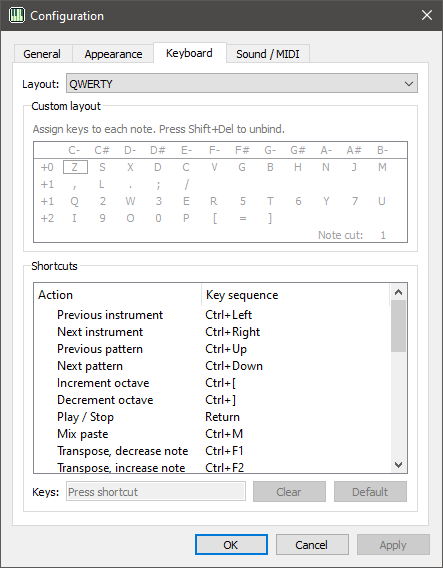 Configuration
General Appearance Keyboard Sound / MIDI
Layout: QWERTY
Custom layout
Assign keys to each note. Press Shift+Del to unbind.
C- C# D- D# E- F- F# G- G# A- A# B-
+0 Z S X D C V G B H N J M
+1 , L . ; /
+1 Q 2 W 3 E R 5 T 6 Y 7 U
+2 I 9 O 0 P [ = ]
Note cut: 1
Shortcuts
Action Key sequence
Previous instrument Ctrl+Left
Next instrument Ctrl+Right
Previous pattern Ctrl+Up
Next pattern Ctrl+Down
Increment octave Ctrl+[
Decrement octave Ctrl+]
Play / Stop Return
Mix paste Ctrl+M
Transpose, decrease note Ctrl+F1
Transpose, increase note Ctrl+F2
Keys: Press shortcut Clear Default
OK Cancel Apply